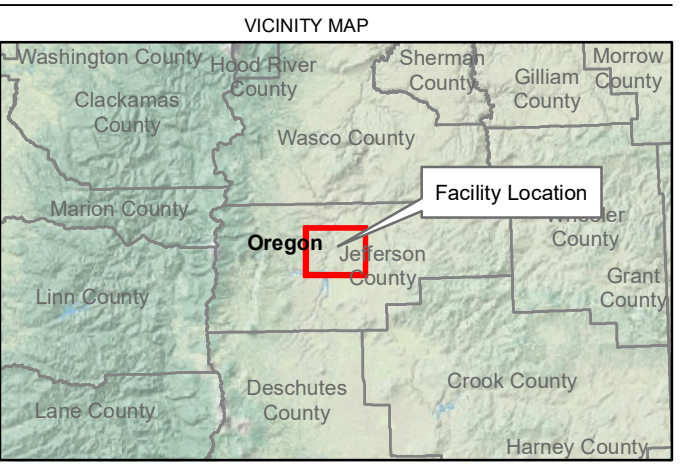 VICINITY MAP
Washington County
Hood River
County
Sherman
County
Gilliam
County
Morrow
County
Clackamas
County
Wasco County
Facility Location
Marion County
Wheeler
County
Oregon
Jefferson
County
Linn County
Grant
County
Deschutes
County
Crook County
Lane County
Harney County